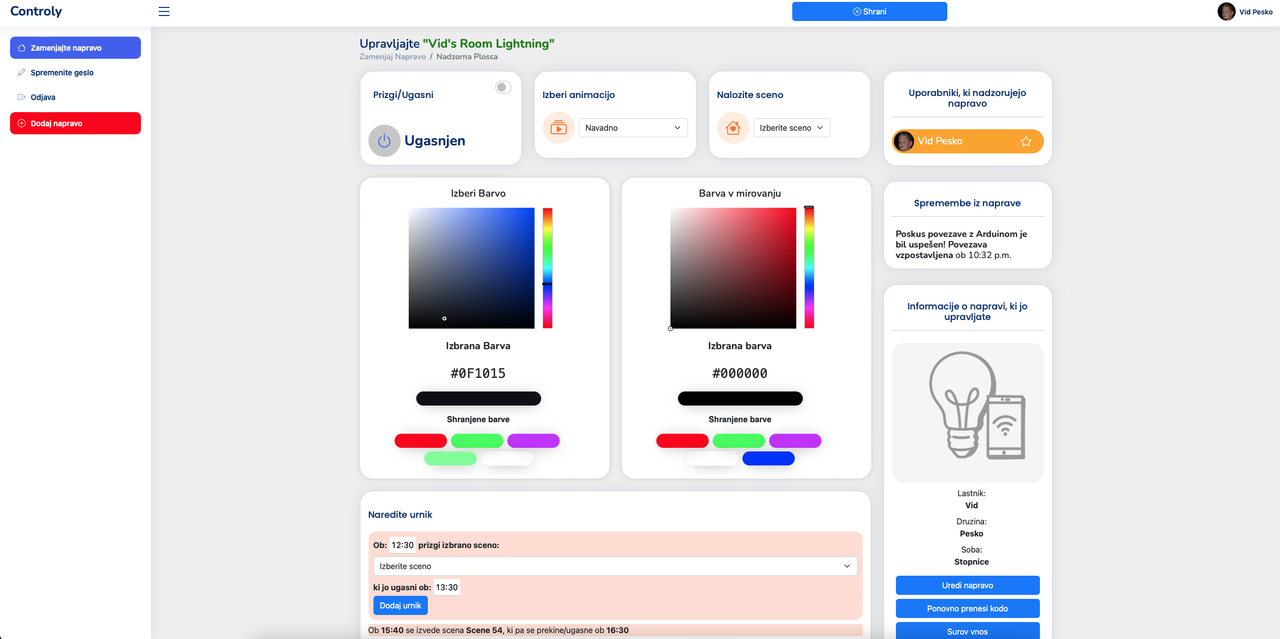 Controly
Shrani
Vid Pesko
Zamenjajte napravo
Spremenite geslo
Odjava
Dodaj napravo
Upravljajte "Vid's Room Lightning"
Zamenjaj Napravo / Nadzorna Plosca
Prizgi/Ugasni
Ugasnjen
Izberi animacijo
Navadno
Nalozite sceno
Izberite sceno
Uporabniki, ki nadzorujejo
napravo
Vid Pesko
Izberi Barvo
Izbrana Barva
#0F1015
Shranjene barve
Barva v mirovanju
Izbrana barva
#000000
Shranjene barve
Spremembe iz naprave
Poskus povezave z Arduinom je
bil uspešen! Povezava
vzpostavljena ob 10:32 p.m.
Informacije o napravi, ki jo
upravljate
Lastnik:
Vid
Druzina:
Pesko
Soba:
Stopnice
Uredi napravo
Ponovno prenesi kodo
Surov vnos
Naredite urnik
Ob: 12:30 prizgi izbrano sceno:
Izberite sceno
ki jo ugasni ob: 13:30
Dodaj urnik
Ob 15:40 se izvede scena Scene 54, ki pa se prekine/ugasne ob 16:30